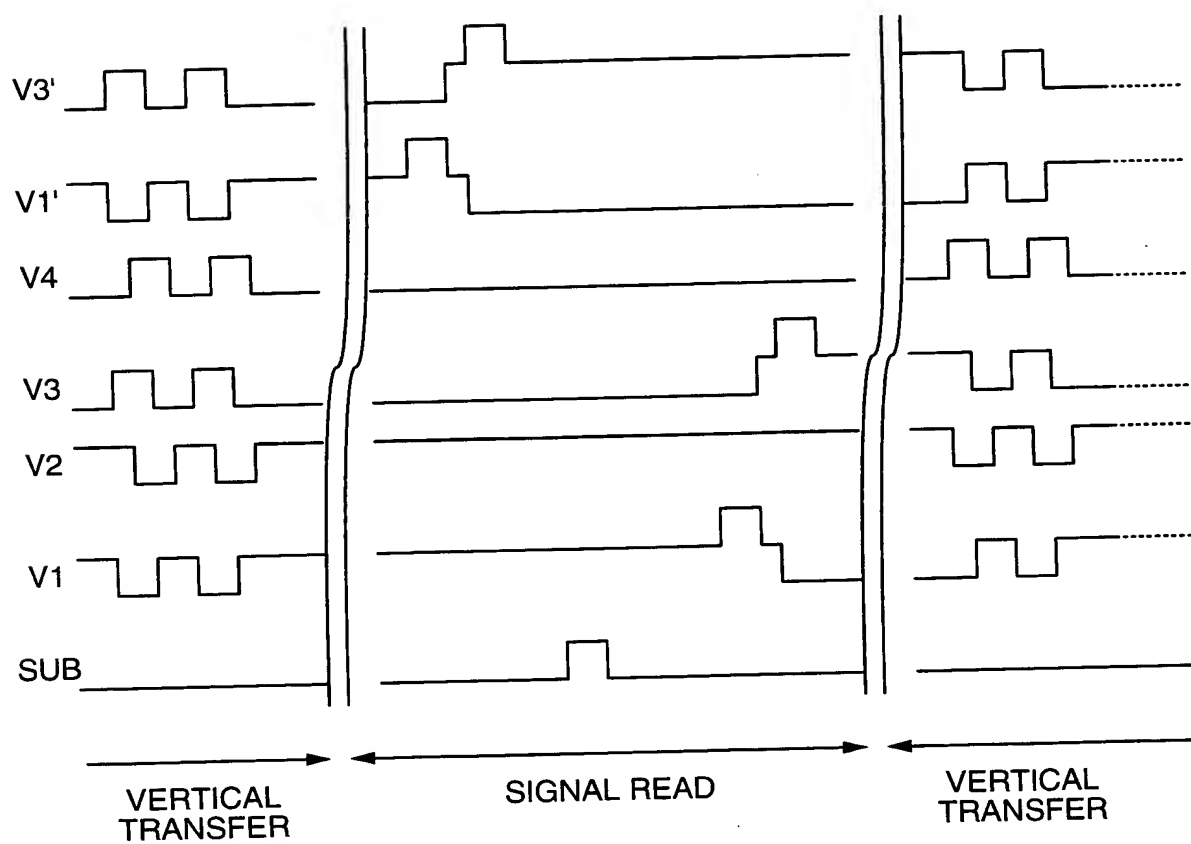 V3'
V1'
V4
V3
V2
V1
SUB
VERTICAL
TRANSFER
SIGNAL READ
VERTICAL
TRANSFER